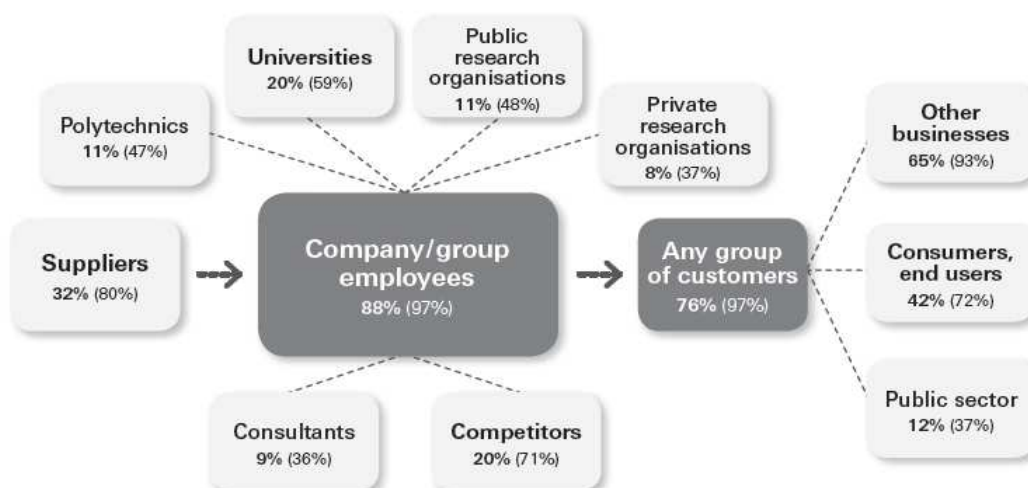 Universities
20% (59%)
Public
research
organisations
11% (48%)
Polytechnics
11% (47%)
Private
research
organisations
8% (37%)
Other
businesses
65% (93%)
Suppliers
32% (80%)
Company/group
employees
88% (97%)
Any group
of customers
76% (97%)
Consumers,
end users
42% (72%)
Consultants
9% (36%)
Competitors
20% (71%)
Public sector
12% (37%)